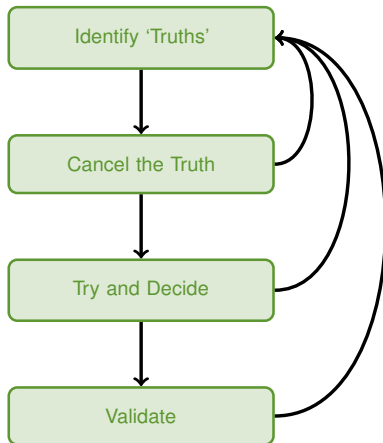 Identify ‘Truths’
Cancel the Truth
Try and Decide
Validate